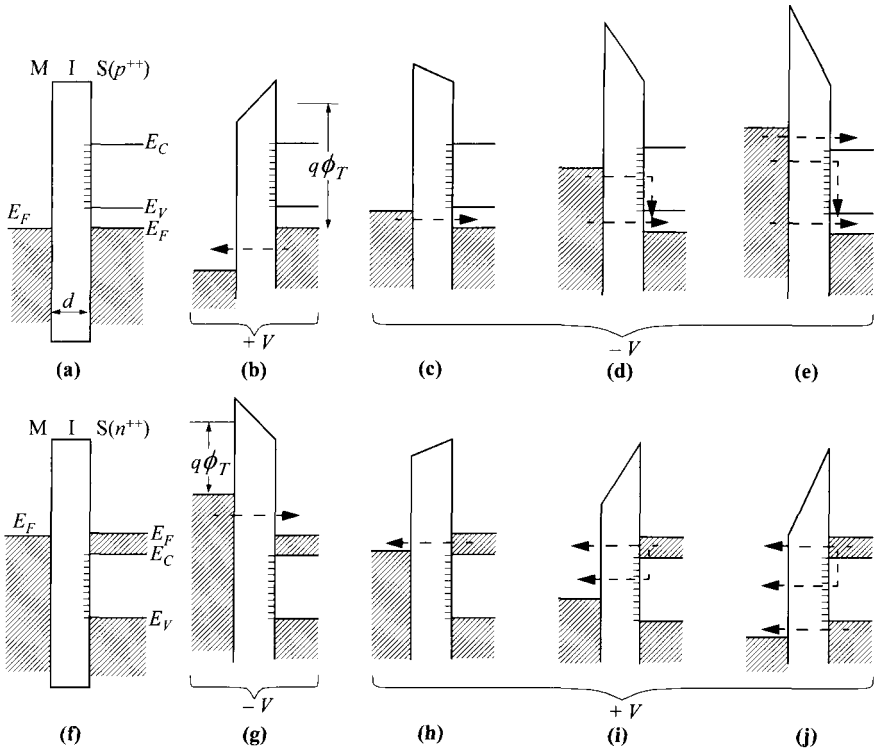 M I S(p⁺⁺)
E_C
qϕ_T
E_V
E_F E_F
d
+ V
− V
(a) (b) (c) (d) (e)
M I S(n⁺⁺)
qϕ_T
E_F E_F
E_C
E_V
− V
+ V
(f) (g) (h) (i) (j)